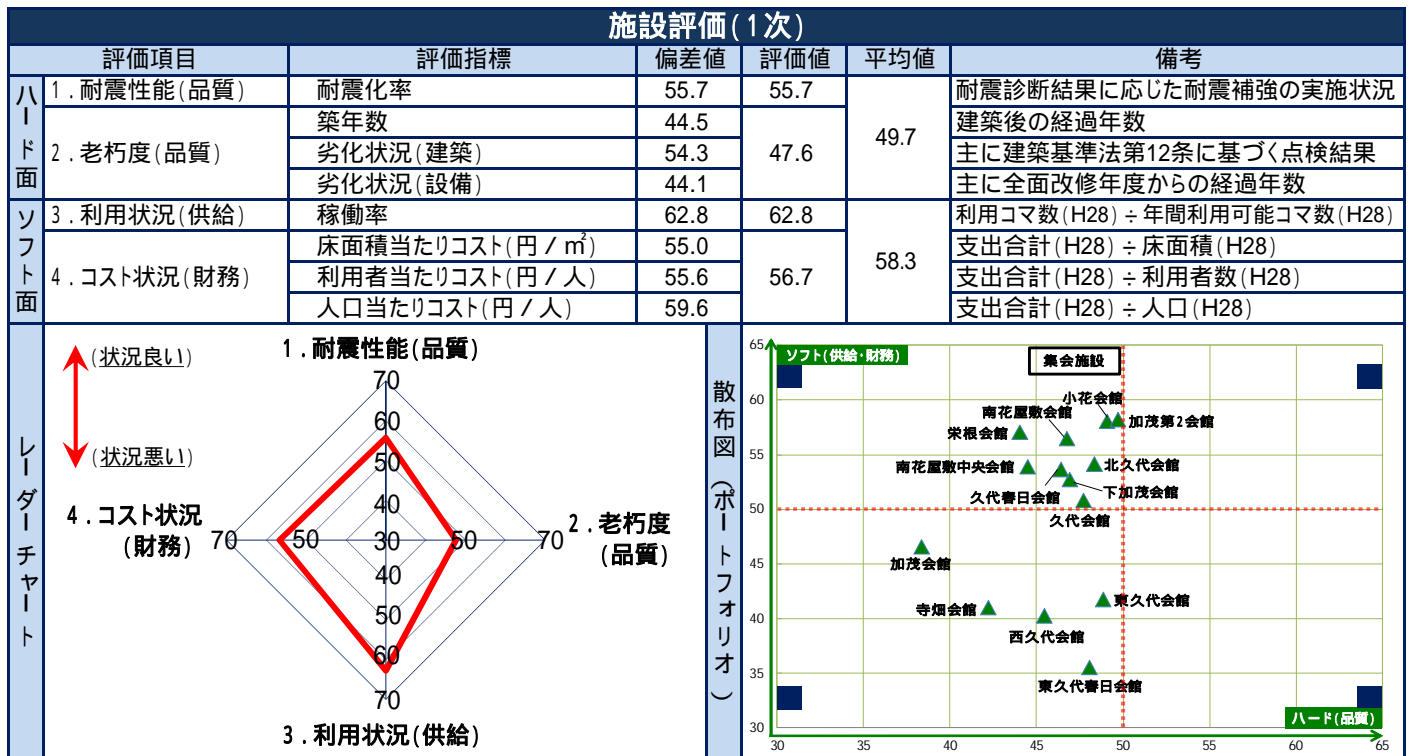 施設評価(1次)
評価項目 評価指標 偏差値 評価値 平均値 備考
ハード面
1.耐震性能(品質) 耐震化率 55.7 55.7 49.7 耐震診断結果に応じた耐震補強の実施状況
2.老朽度(品質) 築年数 44.5 47.6 建築後の経過年数
劣化状況(建築) 54.3 主に建築基準法第12条に基づく点検結果
劣化状況(設備) 44.1 主に全面改修年度からの経過年数
ソフト面
3.利用状況(供給) 稼働率 62.8 62.8 58.3 利用コマ数(H28)÷年間利用可能コマ数(H28)
4.コスト状況(財務) 床面積当たりコスト(円/㎡) 55.0 56.7 支出合計(H28)÷床面積(H28)
利用者当たりコスト(円/人) 55.6 支出合計(H28)÷利用者数(H28)
人口当たりコスト(円/人) 59.6 支出合計(H28)÷人口(H28)
レーダーチャート
(状況良い)
(状況悪い)
1.耐震性能(品質)
70
60
50
40
30
40
50
60
70
50
70
50
70
2.老朽度
(品質)
3.利用状況(供給)
4.コスト状況
(財務)
散布図(ポートフォリオ)
ソフト(供給・財務)
集会施設
小花会館
南花屋敷会館
加茂第2会館
栄根会館
南花屋敷中央会館
北久代会館
久代春日会館
下加茂会館
久代会館
加茂会館
寺畑会館
東久代会館
西久代会館
東久代春日会館
ハード(品質)
65
60
55
50
45
40
35
30
30 35 40 45 50 55 60 65